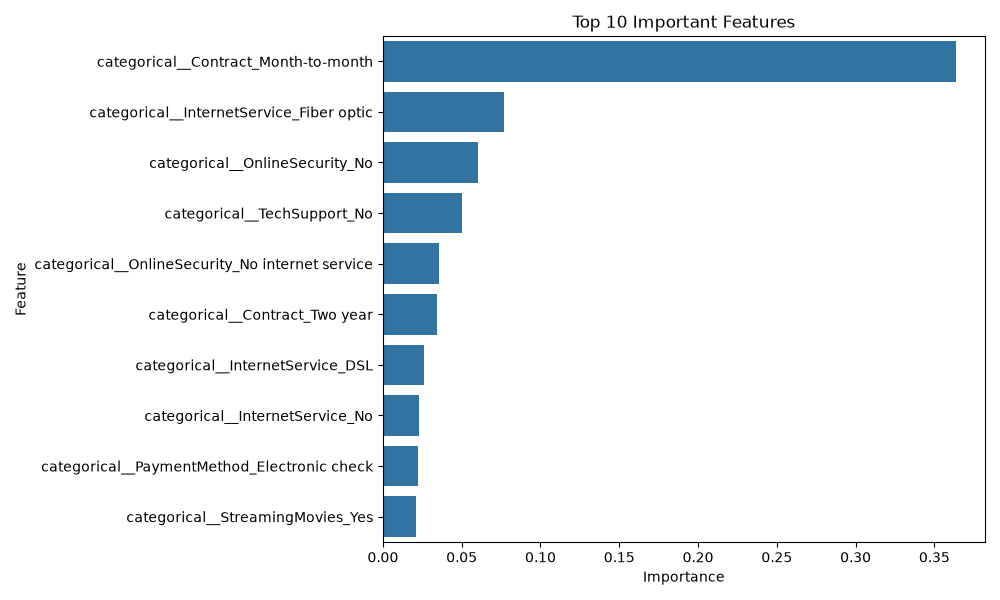 Top 10 Important Features
categorical__Contract_Month-to-month
categorical__InternetService_Fiber optic
categorical__OnlineSecurity_No
categorical__TechSupport_No
categorical__OnlineSecurity_No internet service
categorical__Contract_Two year
categorical__InternetService_DSL
categorical__InternetService_No
categorical__PaymentMethod_Electronic check
categorical__StreamingMovies_Yes
Feature
0.00 0.05 0.10 0.15 0.20 0.25 0.30 0.35
Importance